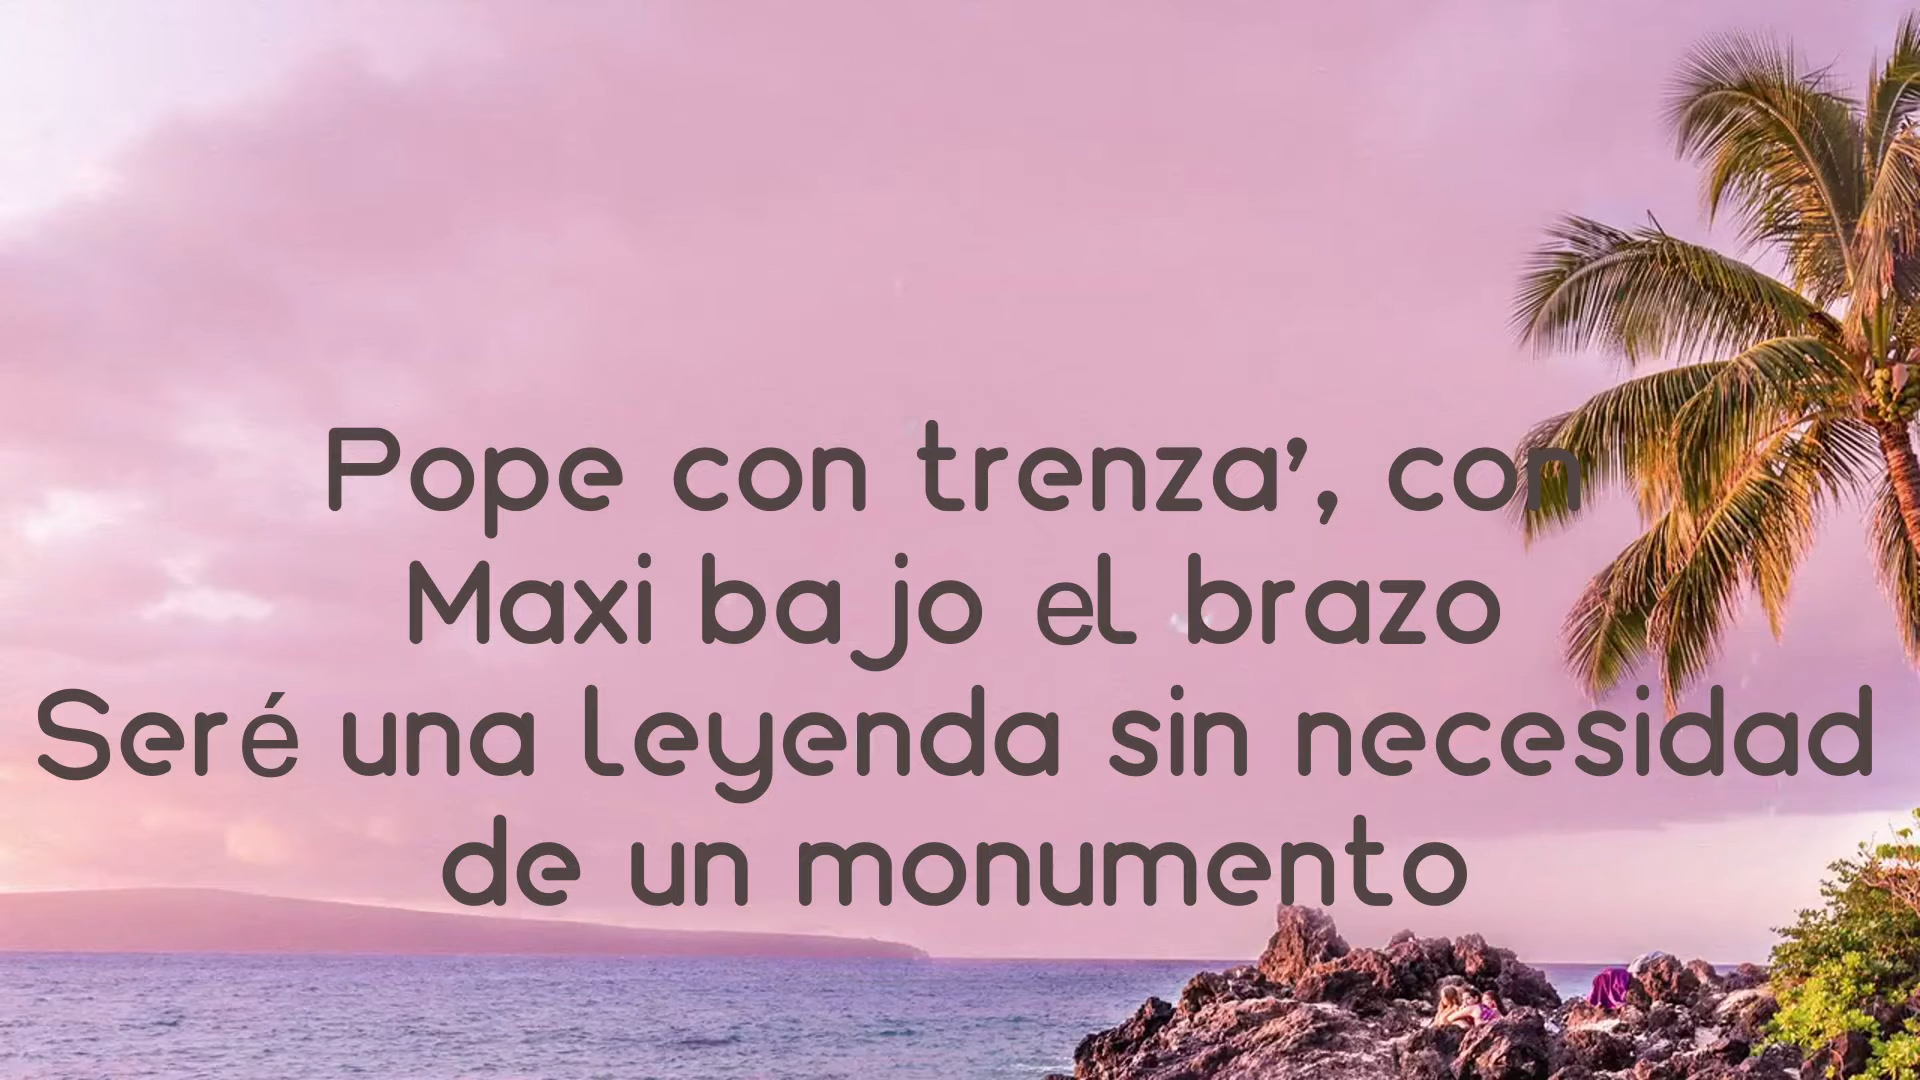 Pope con trenza’, con
Maxi bajo el brazo
Seré una leyenda sin necesidad
de un monumento